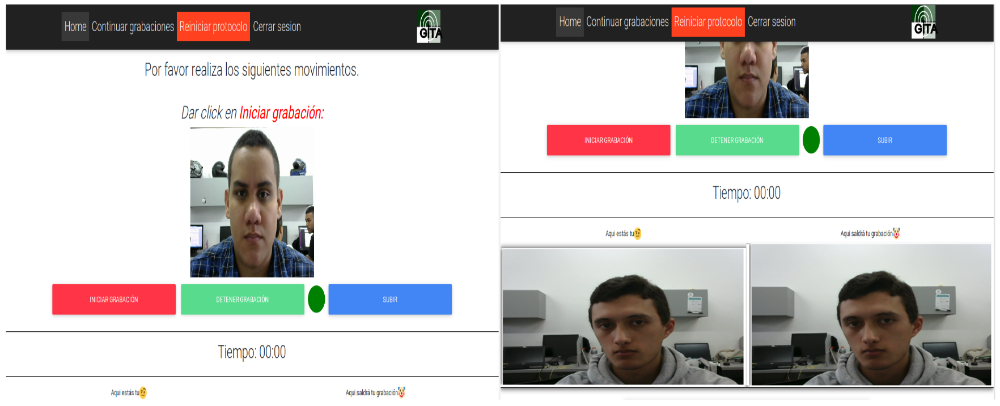 Home Continuar grabaciones Reiniciar protocolo Cerrar sesion GITA
Por favor realiza los siguientes movimientos.
Dar click en Iniciar grabación:
INICIAR GRABACIÓN DETENER GRABACIÓN SUBIR
Tiempo: 00:00
Aqui estás tu🤨 Aqui saldrá tu grabación🤡
Home Continuar grabaciones Reiniciar protocolo Cerrar sesion GITA
INICIAR GRABACIÓN DETENER GRABACIÓN SUBIR
Tiempo: 00:00
Aqui estás tu🤨 Aqui saldrá tu grabación🤡